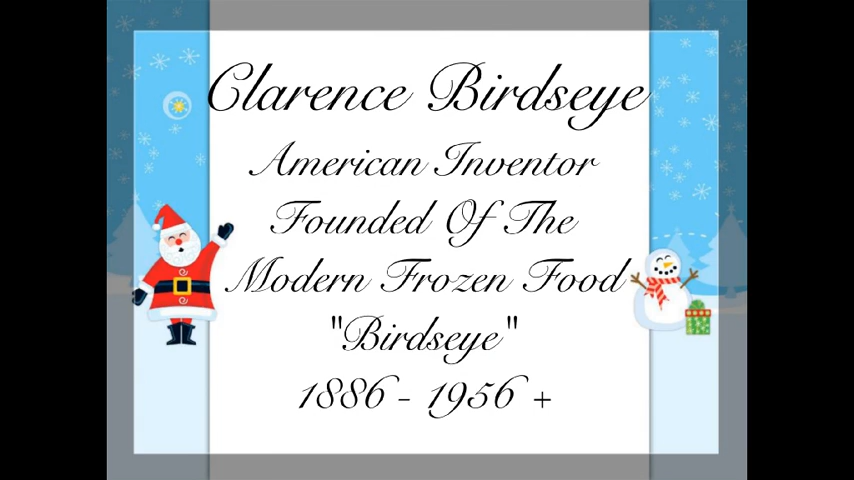 Clarence Birdseye
American Inventor
Founded Of The
Modern Frozen Food
"Birdseye"
1886 - 1956 +